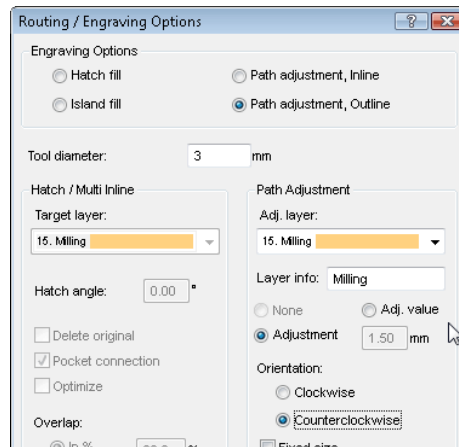 Routing / Engraving Options
Engraving Options
Hatch fill
Path adjustment, Inline
Island fill
Path adjustment, Outline
Tool diameter: 3 mm
Hatch / Multi Inline
Target layer:
15. Milling
Hatch angle: 0.00 °
Delete original
Pocket connection
Optimize
Overlap:
In %
Path Adjustment
Adj. layer:
15. Milling
Layer info: Milling
None
Adj. value
Adjustment 1.50 mm
Orientation:
Clockwise
Counterclockwise
Fixed size